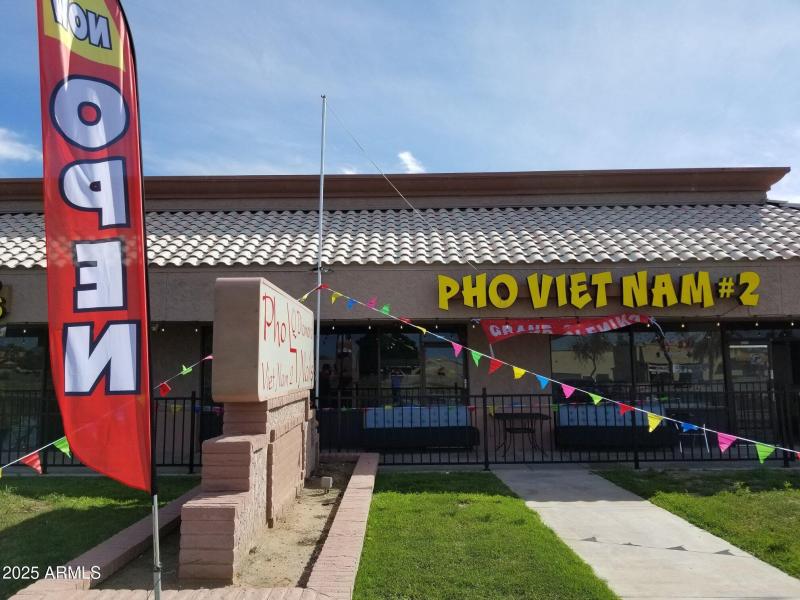 NOW
OPEN
PHO VIET NAM #2
GRAND OPENING
Pho
Viet Nam 2
2025 ARMLS